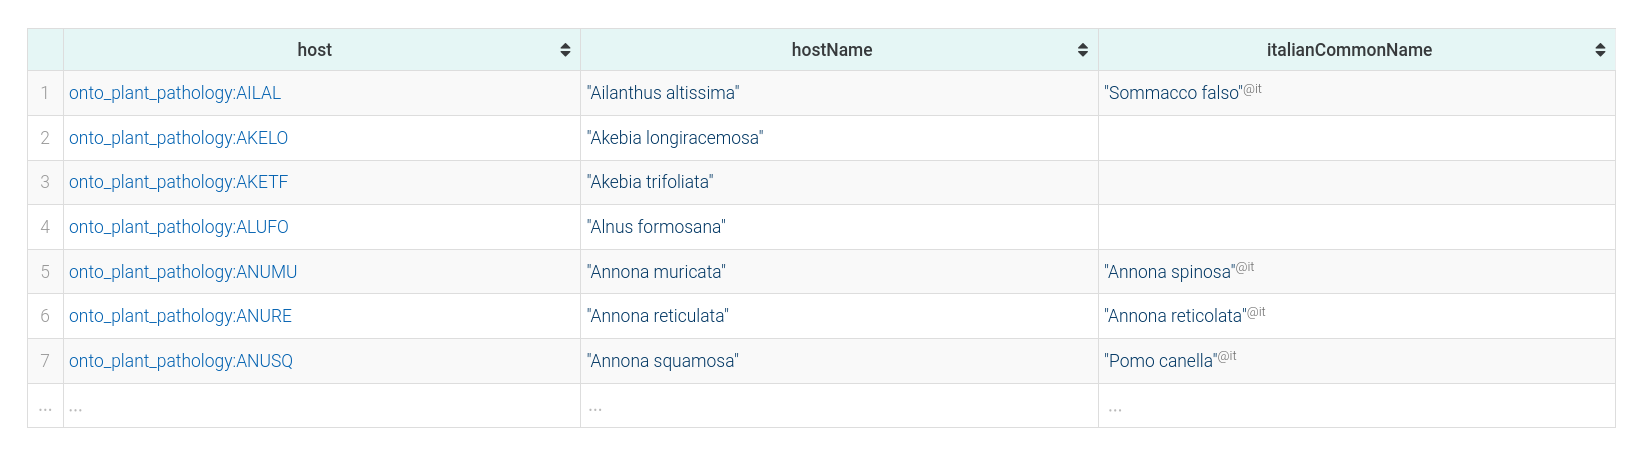 host hostName italianCommonName
1 onto_plant_pathology:AILAL "Ailanthus altissima" "Sommacco falso"@it
2 onto_plant_pathology:AKELO "Akebia longiracemosa"
3 onto_plant_pathology:AKETF "Akebia trifoliata"
4 onto_plant_pathology:ALUFO "Alnus formosana"
5 onto_plant_pathology:ANUMU "Annona muricata" "Annona spinosa"@it
6 onto_plant_pathology:ANURE "Annona reticulata" "Annona reticolata"@it
7 onto_plant_pathology:ANUSQ "Annona squamosa" "Pomo canella"@it
... ... ... ...